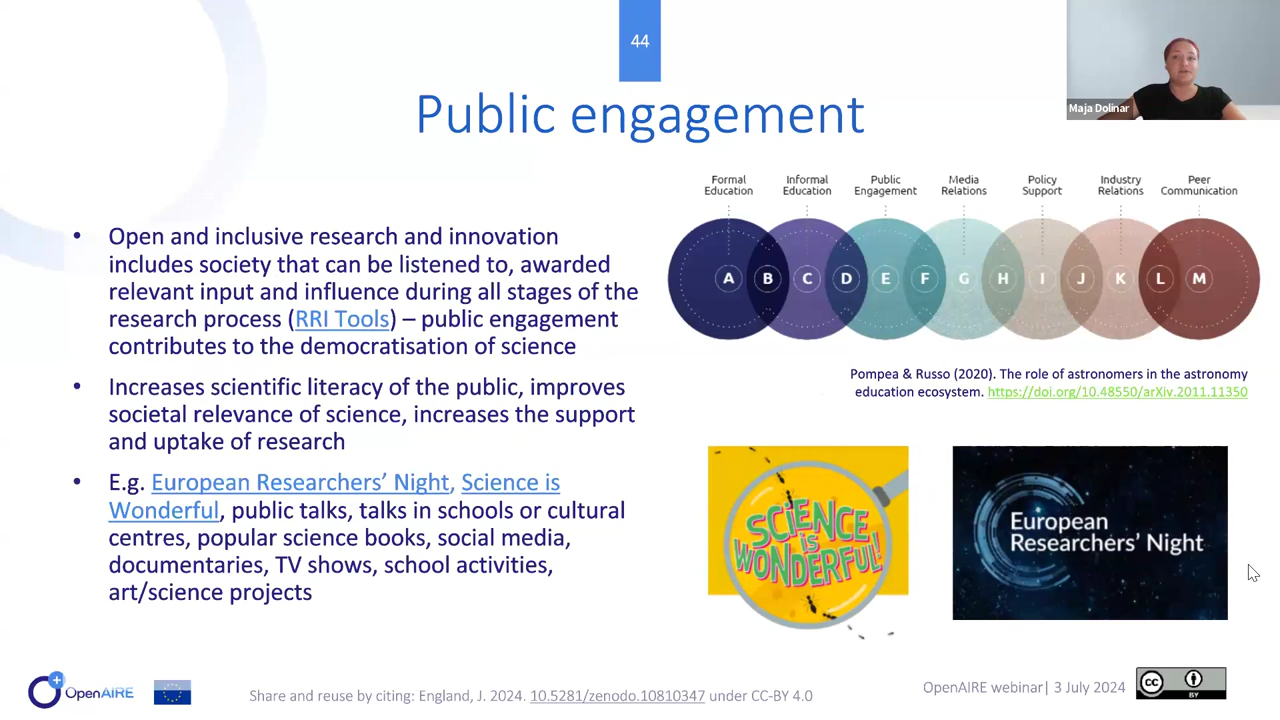 44
Maja Dolinar
Public engagement
• Open and inclusive research and innovation
includes society that can be listened to, awarded
relevant input and influence during all stages of the
research process (RRI Tools) – public engagement
contributes to the democratisation of science
• Increases scientific literacy of the public, improves
societal relevance of science, increases the support
and uptake of research
• E.g. European Researchers’ Night, Science is
Wonderful, public talks, talks in schools or cultural
centres, popular science books, social media,
documentaries, TV shows, school activities,
art/science projects
Formal Education
Informal Education
Public Engagement
Media Relations
Policy Support
Industry Relations
Peer Communication
A B C D E F G H I J K L M
Pompea & Russo (2020). The role of astronomers in the astronomy
education ecosystem. https://doi.org/10.48550/arXiv.2011.11350
SCIENCE
IS
WONDERFUL!
European
Researchers’ Night
OpenAIRE
Share and reuse by citing: England, J. 2024. 10.5281/zenodo.10810347 under CC-BY 4.0
OpenAIRE webinar| 3 July 2024
cc
BY